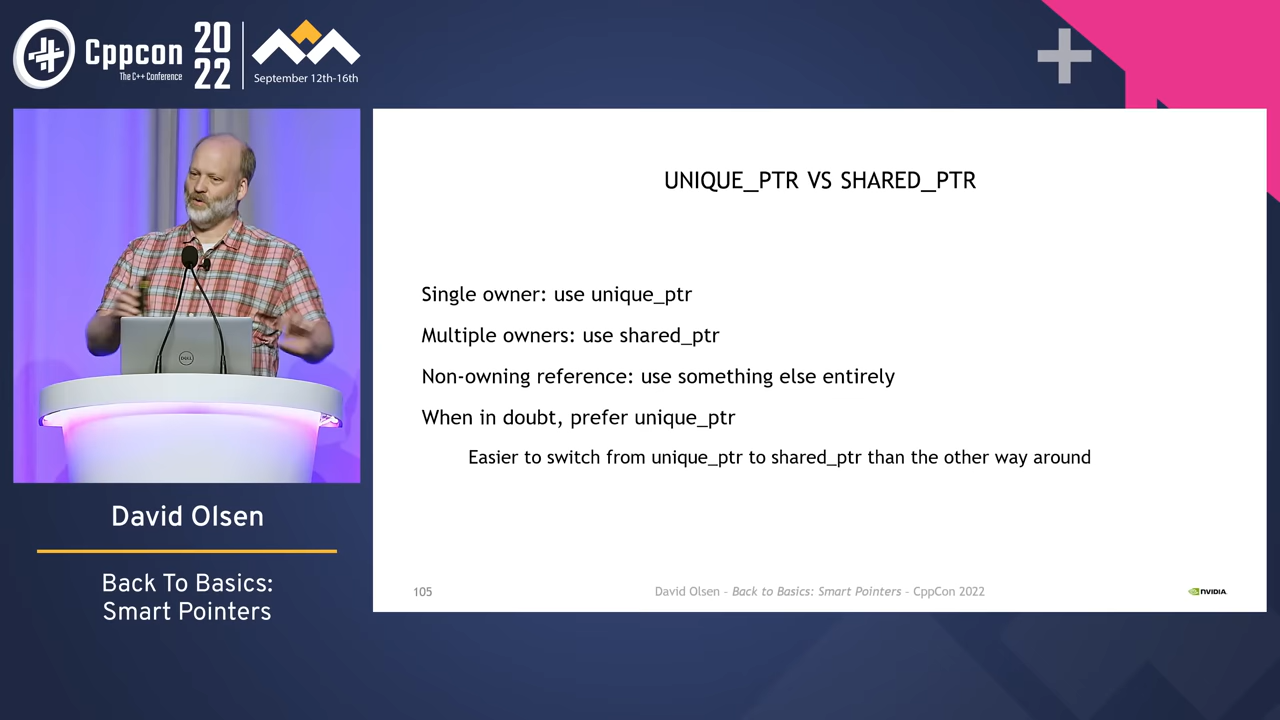 Cppcon
The C++ Conference
20
22
September 12th-16th
UNIQUE_PTR VS SHARED_PTR
Single owner: use unique_ptr
Multiple owners: use shared_ptr
Non-owning reference: use something else entirely
When in doubt, prefer unique_ptr
Easier to switch from unique_ptr to shared_ptr than the other way around
105
David Olsen – Back to Basics: Smart Pointers – CppCon 2022
NVIDIA
DELL
David Olsen
Back To Basics:
Smart Pointers